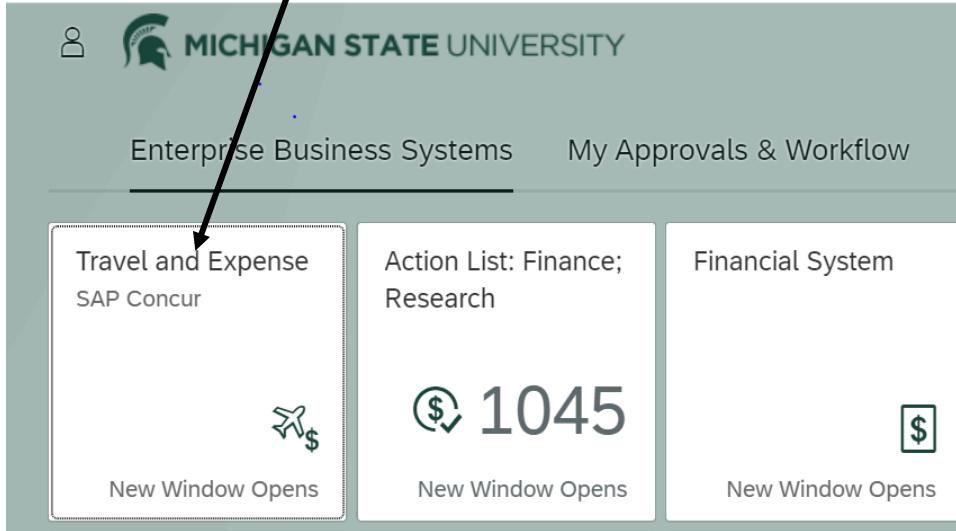 MICHIGAN STATE UNIVERSITY
Enterprise Business Systems
My Approvals & Workflow
Travel and Expense
SAP Concur
$
New Window Opens
Action List: Finance;
Research
$ 1045
New Window Opens
Financial System
$
New Window Opens